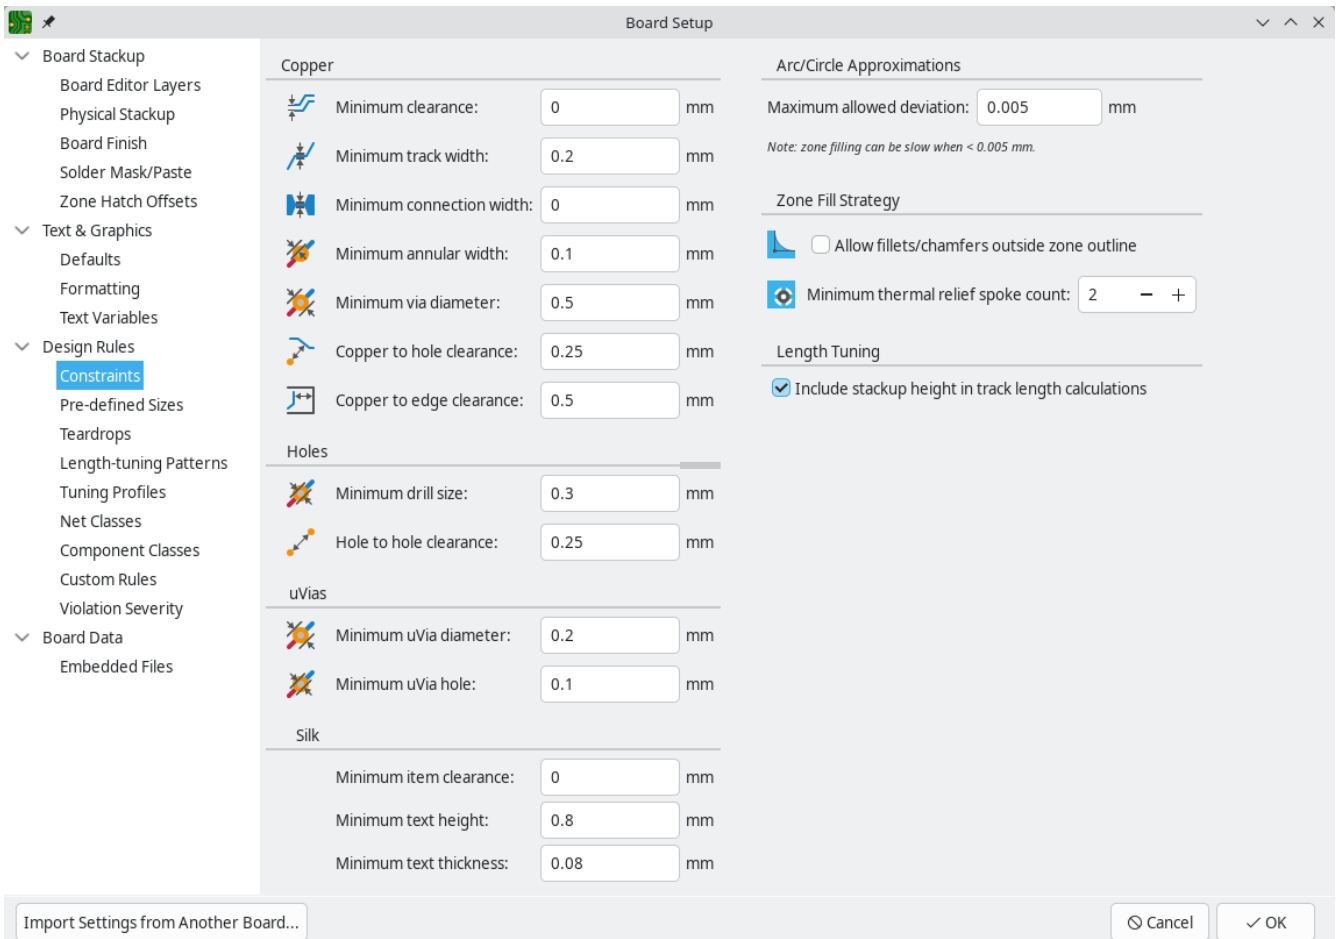 Board Setup
Board Stackup
Board Editor Layers
Physical Stackup
Board Finish
Solder Mask/Paste
Zone Hatch Offsets
Text & Graphics
Defaults
Formatting
Text Variables
Design Rules
Constraints
Pre-defined Sizes
Teardrops
Length-tuning Patterns
Tuning Profiles
Net Classes
Component Classes
Custom Rules
Violation Severity
Board Data
Embedded Files
Copper
Minimum clearance: 0 mm
Minimum track width: 0.2 mm
Minimum connection width: 0 mm
Minimum annular width: 0.1 mm
Minimum via diameter: 0.5 mm
Copper to hole clearance: 0.25 mm
Copper to edge clearance: 0.5 mm
Holes
Minimum drill size: 0.3 mm
Hole to hole clearance: 0.25 mm
uVias
Minimum uVia diameter: 0.2 mm
Minimum uVia hole: 0.1 mm
Silk
Minimum item clearance: 0 mm
Minimum text height: 0.8 mm
Minimum text thickness: 0.08 mm
Arc/Circle Approximations
Maximum allowed deviation: 0.005 mm
Note: zone filling can be slow when < 0.005 mm.
Zone Fill Strategy
Allow fillets/chamfers outside zone outline
Minimum thermal relief spoke count: 2 − +
Length Tuning
Include stackup height in track length calculations
Import Settings from Another Board...
Cancel
OK